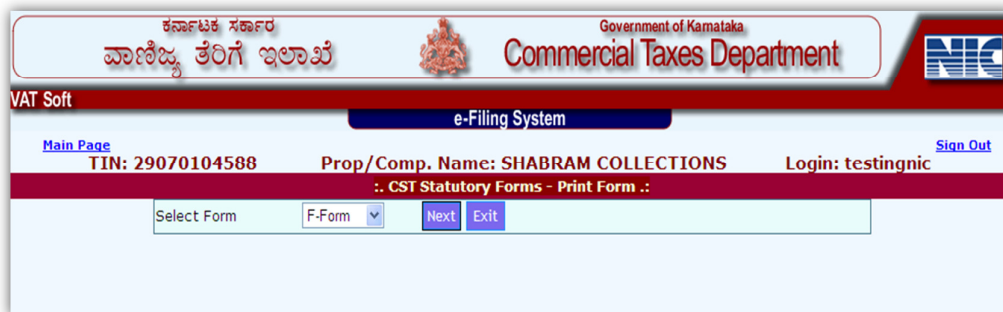 ಕರ್ನಾಟಕ ಸರ್ಕಾರ
ವಾಣಿಜ್ಯ ತೆರಿಗೆ ಇಲಾಖೆ
Government of Karnataka
Commercial Taxes Department
NIC
VAT Soft
e-Filing System
Main Page
Sign Out
TIN: 29070104588 Prop/Comp. Name: SHABRAM COLLECTIONS Login: testingnic
:. CST Statutory Forms - Print Form .:
Select Form F-Form Next Exit